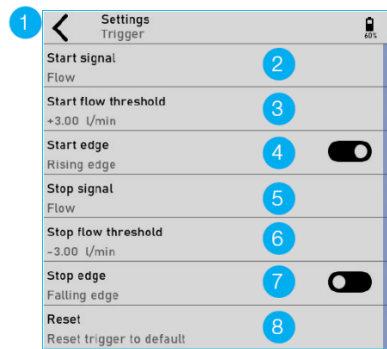 1
Settings
Trigger
60%
Start signal
Flow
2
Start flow threshold
+3.00 l/min
3
Start edge
Rising edge
4
Stop signal
Flow
5
Stop flow threshold
-3.00 l/min
6
Stop edge
Falling edge
7
Reset
Reset trigger to default
8